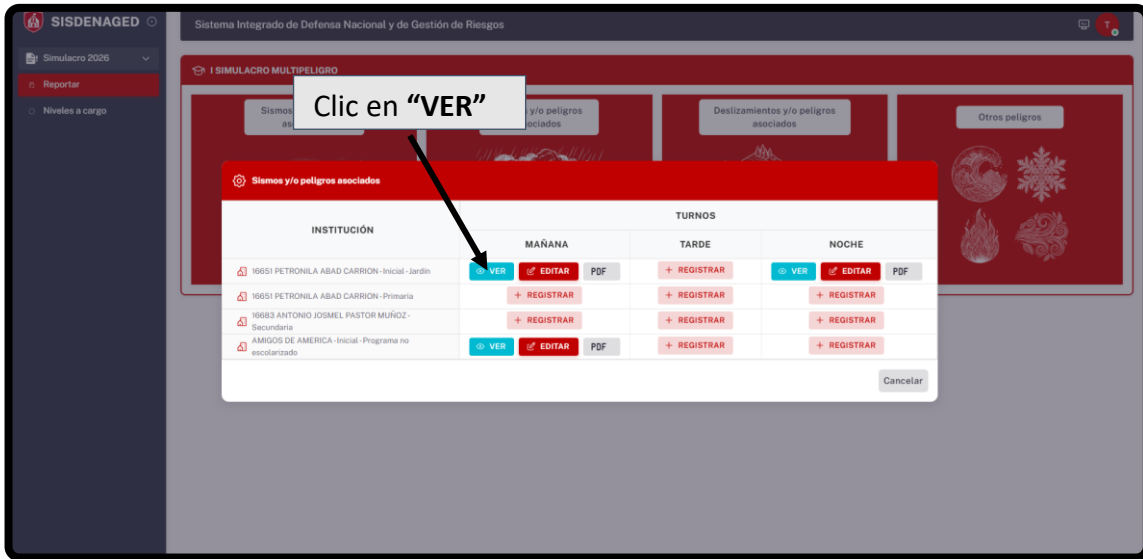 SISDENAGED
Sistema Integrado de Defensa Nacional y de Gestión de Riesgos
T
Simulacro 2026
Reportar
Niveles a cargo
I SIMULACRO MULTIPELIGRO
Clic en “VER”
Sismos
y/o peligros
asociados
Deslizamientos y/o peligros
asociados
Otros peligros
Sismos y/o peligros asociados
INSTITUCIÓN
TURNOS
MAÑANA TARDE NOCHE
16651 PETRONILA ABAD CARRION - Inicial - Jardin VER EDITAR PDF + REGISTRAR VER EDITAR PDF
16651 PETRONILA ABAD CARRION - Primaria + REGISTRAR + REGISTRAR + REGISTRAR
16683 ANTONIO JOSMEL PASTOR MUÑOZ -
Secundaria + REGISTRAR + REGISTRAR + REGISTRAR
AMIGOS DE AMERICA - Inicial - Programa no
escolarizado VER EDITAR PDF + REGISTRAR + REGISTRAR
Cancelar